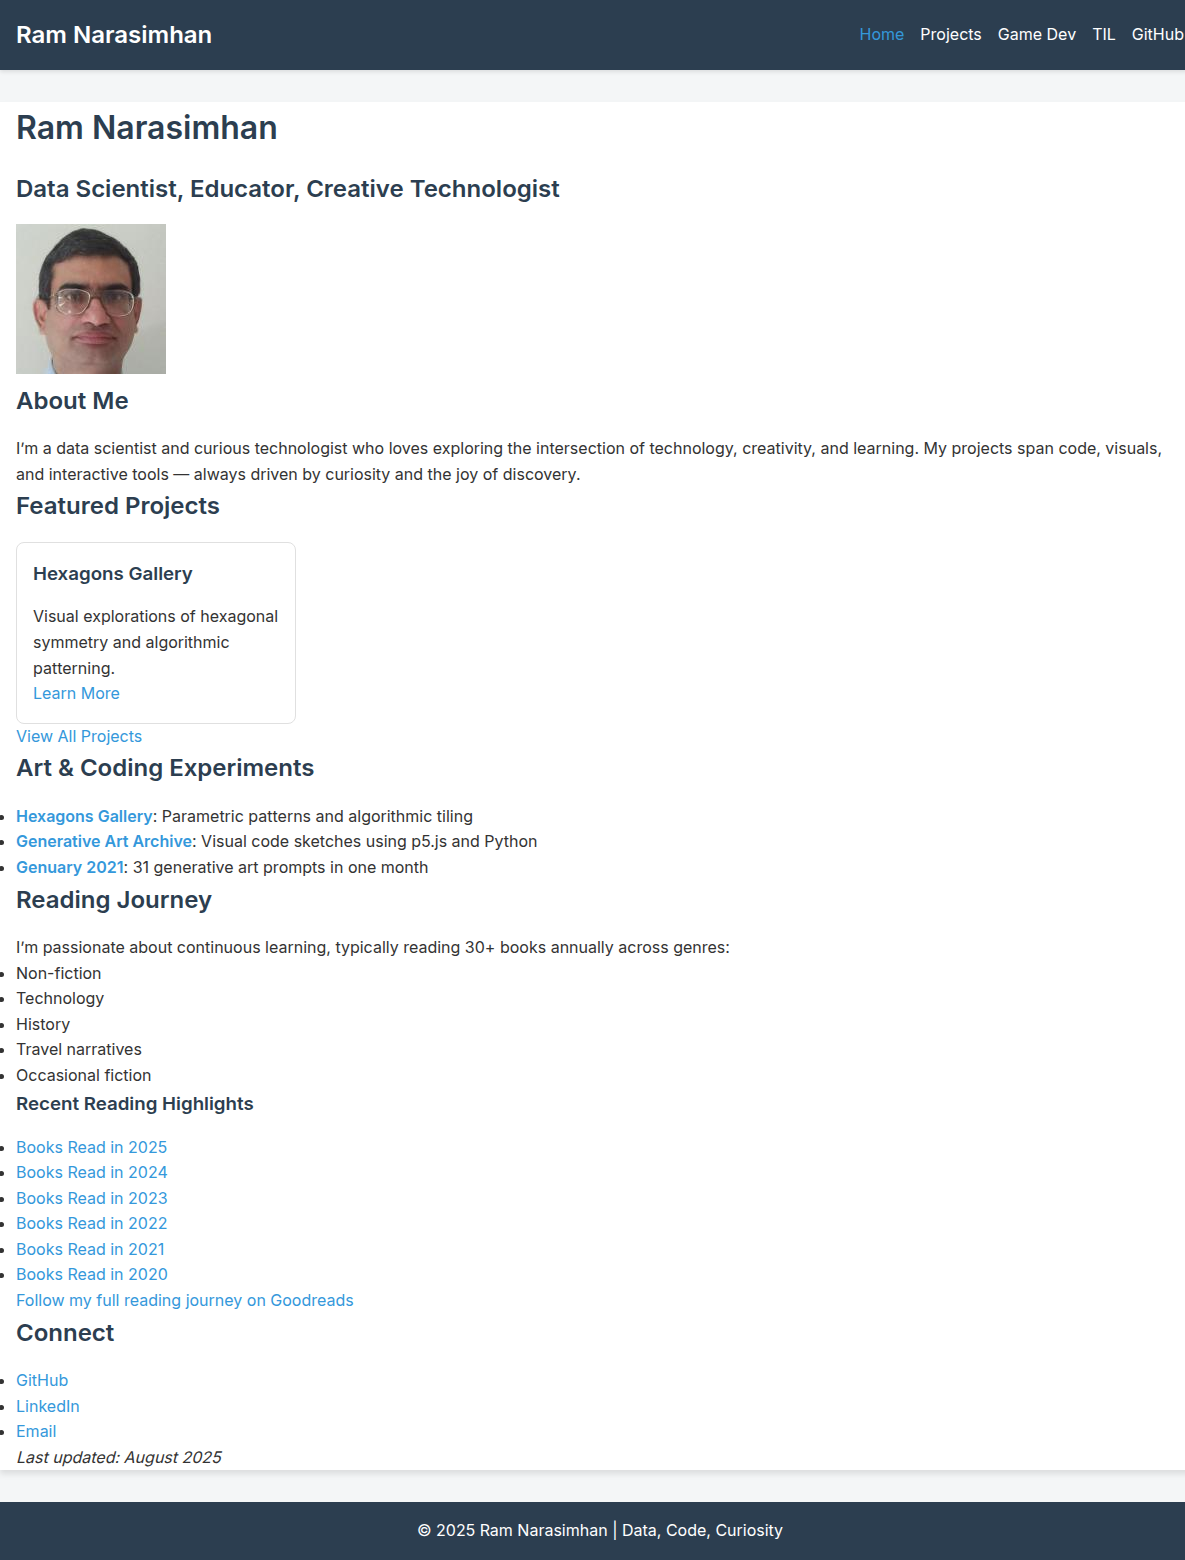 Ram Narasimhan
Home Projects Game Dev TIL GitHub
Ram Narasimhan
Data Scientist, Educator, Creative Technologist
About Me
I’m a data scientist and curious technologist who loves exploring the intersection of technology, creativity, and learning. My projects span code, visuals,
and interactive tools — always driven by curiosity and the joy of discovery.
Featured Projects
Hexagons Gallery
Visual explorations of hexagonal
symmetry and algorithmic
patterning.
Learn More
View All Projects
Art & Coding Experiments
Hexagons Gallery: Parametric patterns and algorithmic tiling
Generative Art Archive: Visual code sketches using p5.js and Python
Genuary 2021: 31 generative art prompts in one month
Reading Journey
I’m passionate about continuous learning, typically reading 30+ books annually across genres:
Non-fiction
Technology
History
Travel narratives
Occasional fiction
Recent Reading Highlights
Books Read in 2025
Books Read in 2024
Books Read in 2023
Books Read in 2022
Books Read in 2021
Books Read in 2020
Follow my full reading journey on Goodreads
Connect
GitHub
LinkedIn
Email
Last updated: August 2025
© 2025 Ram Narasimhan | Data, Code, Curiosity